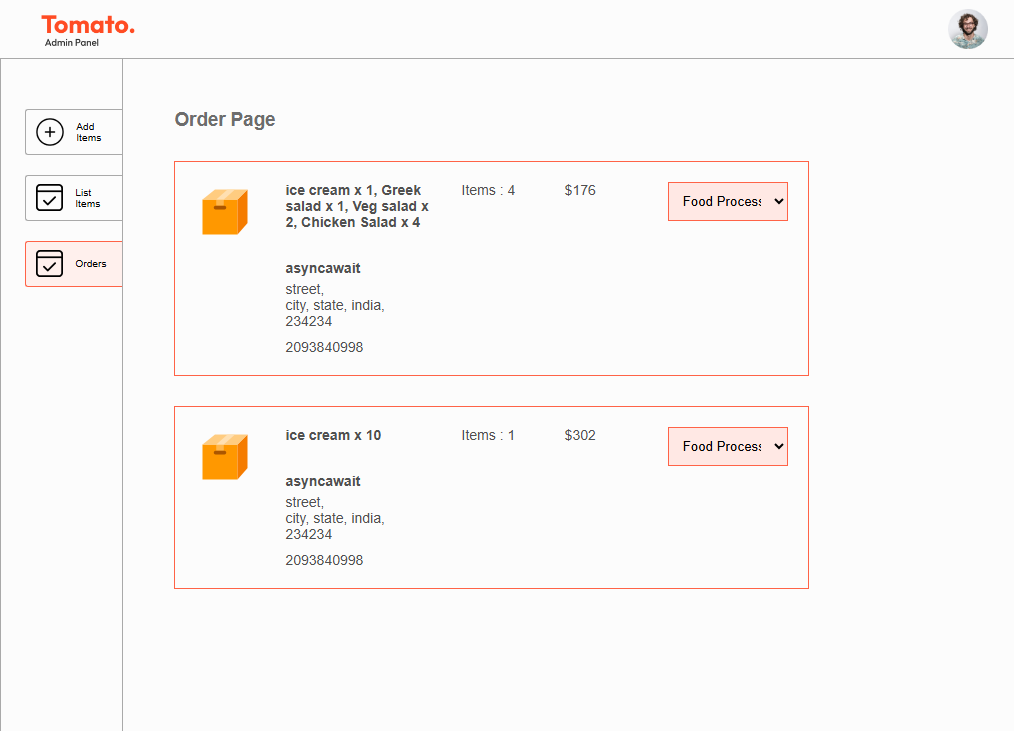 Tomato.
Admin Panel
Add
Items
List
Items
Orders
Order Page
ice cream x 1, Greek
salad x 1, Veg salad x
2, Chicken Salad x 4
Items : 4
$176
Food Process
asyncawait
street,
city, state, india,
234234
2093840998
ice cream x 10
Items : 1
$302
Food Process
asyncawait
street,
city, state, india,
234234
2093840998